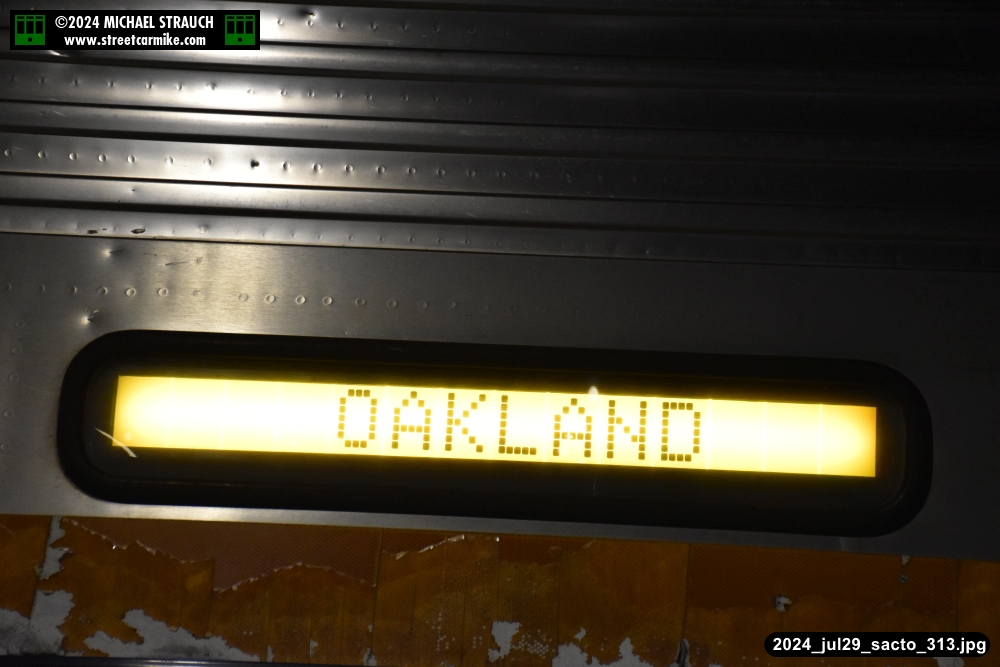 ©2024 MICHAEL STRAUCH
www.streetcarmike.com
OAKLAND
2024_jul29_sacto_313.jpg